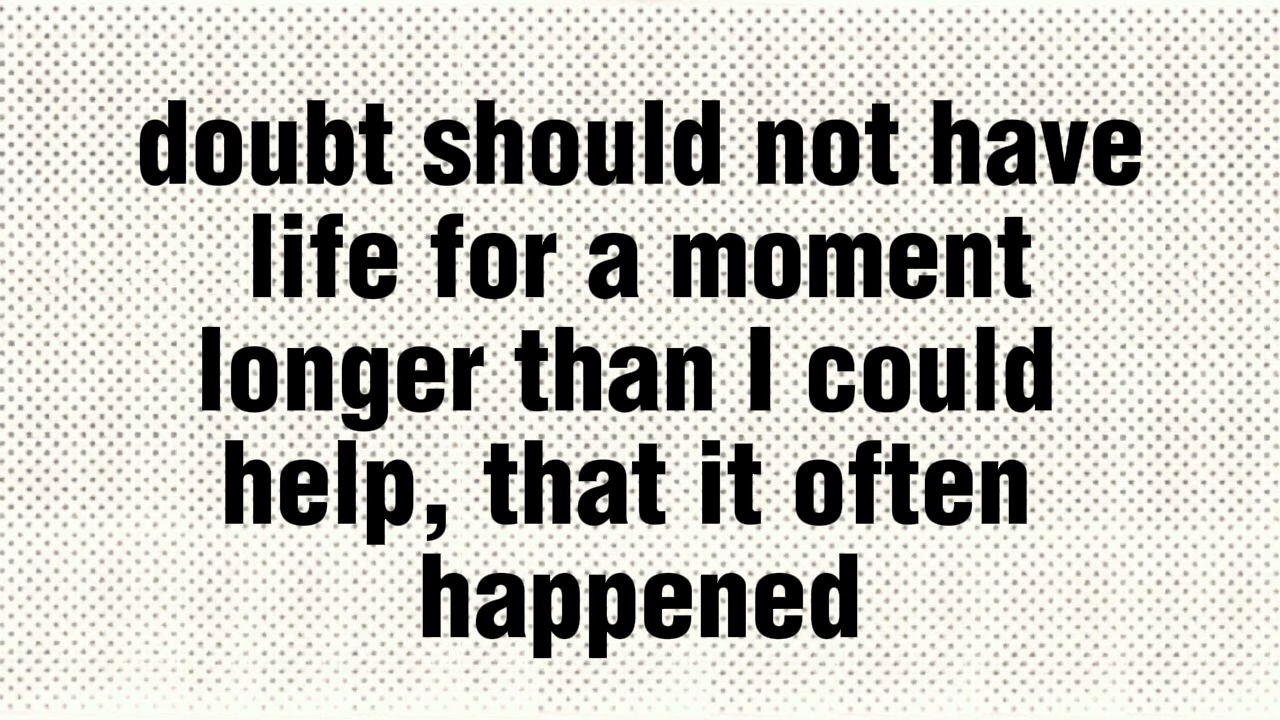 doubt should not have
life for a moment
longer than I could
help, that it often
happened